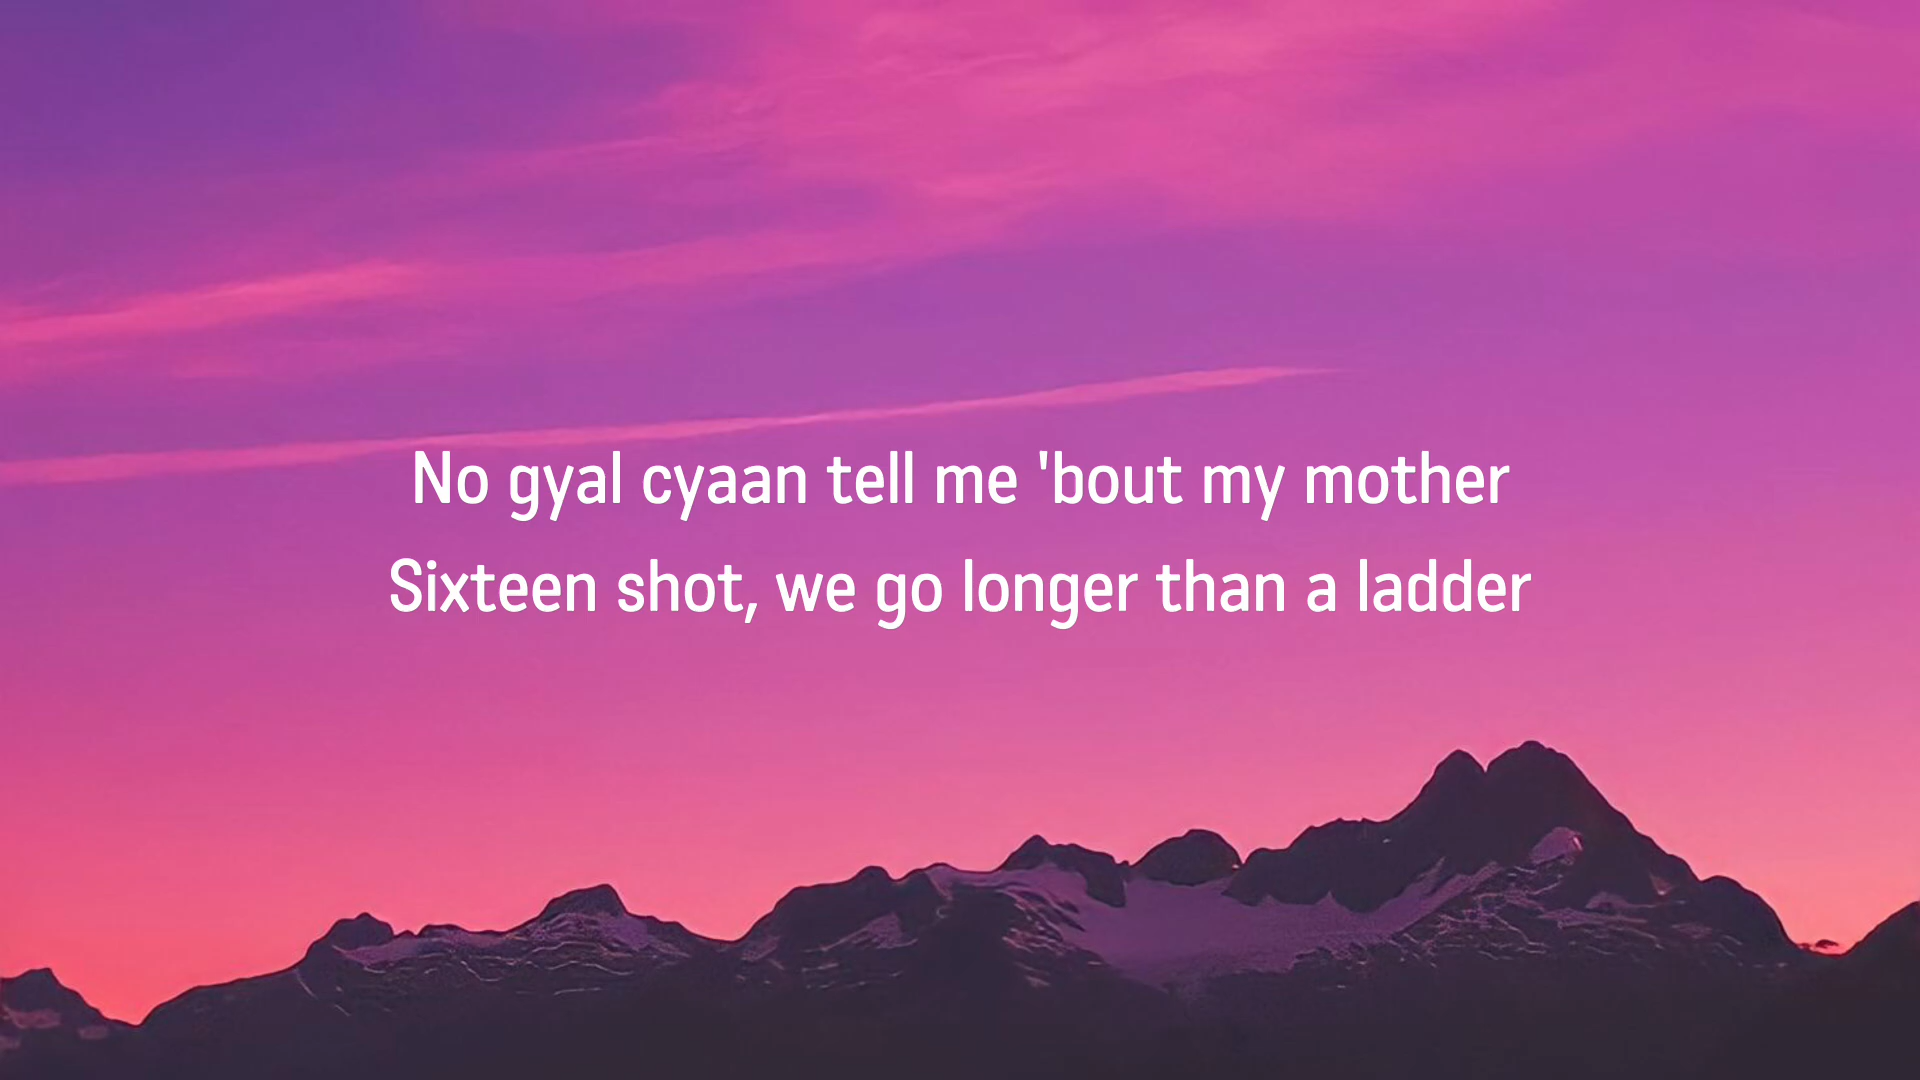 No gyal cyaan tell me 'bout my mother
Sixteen shot, we go longer than a ladder